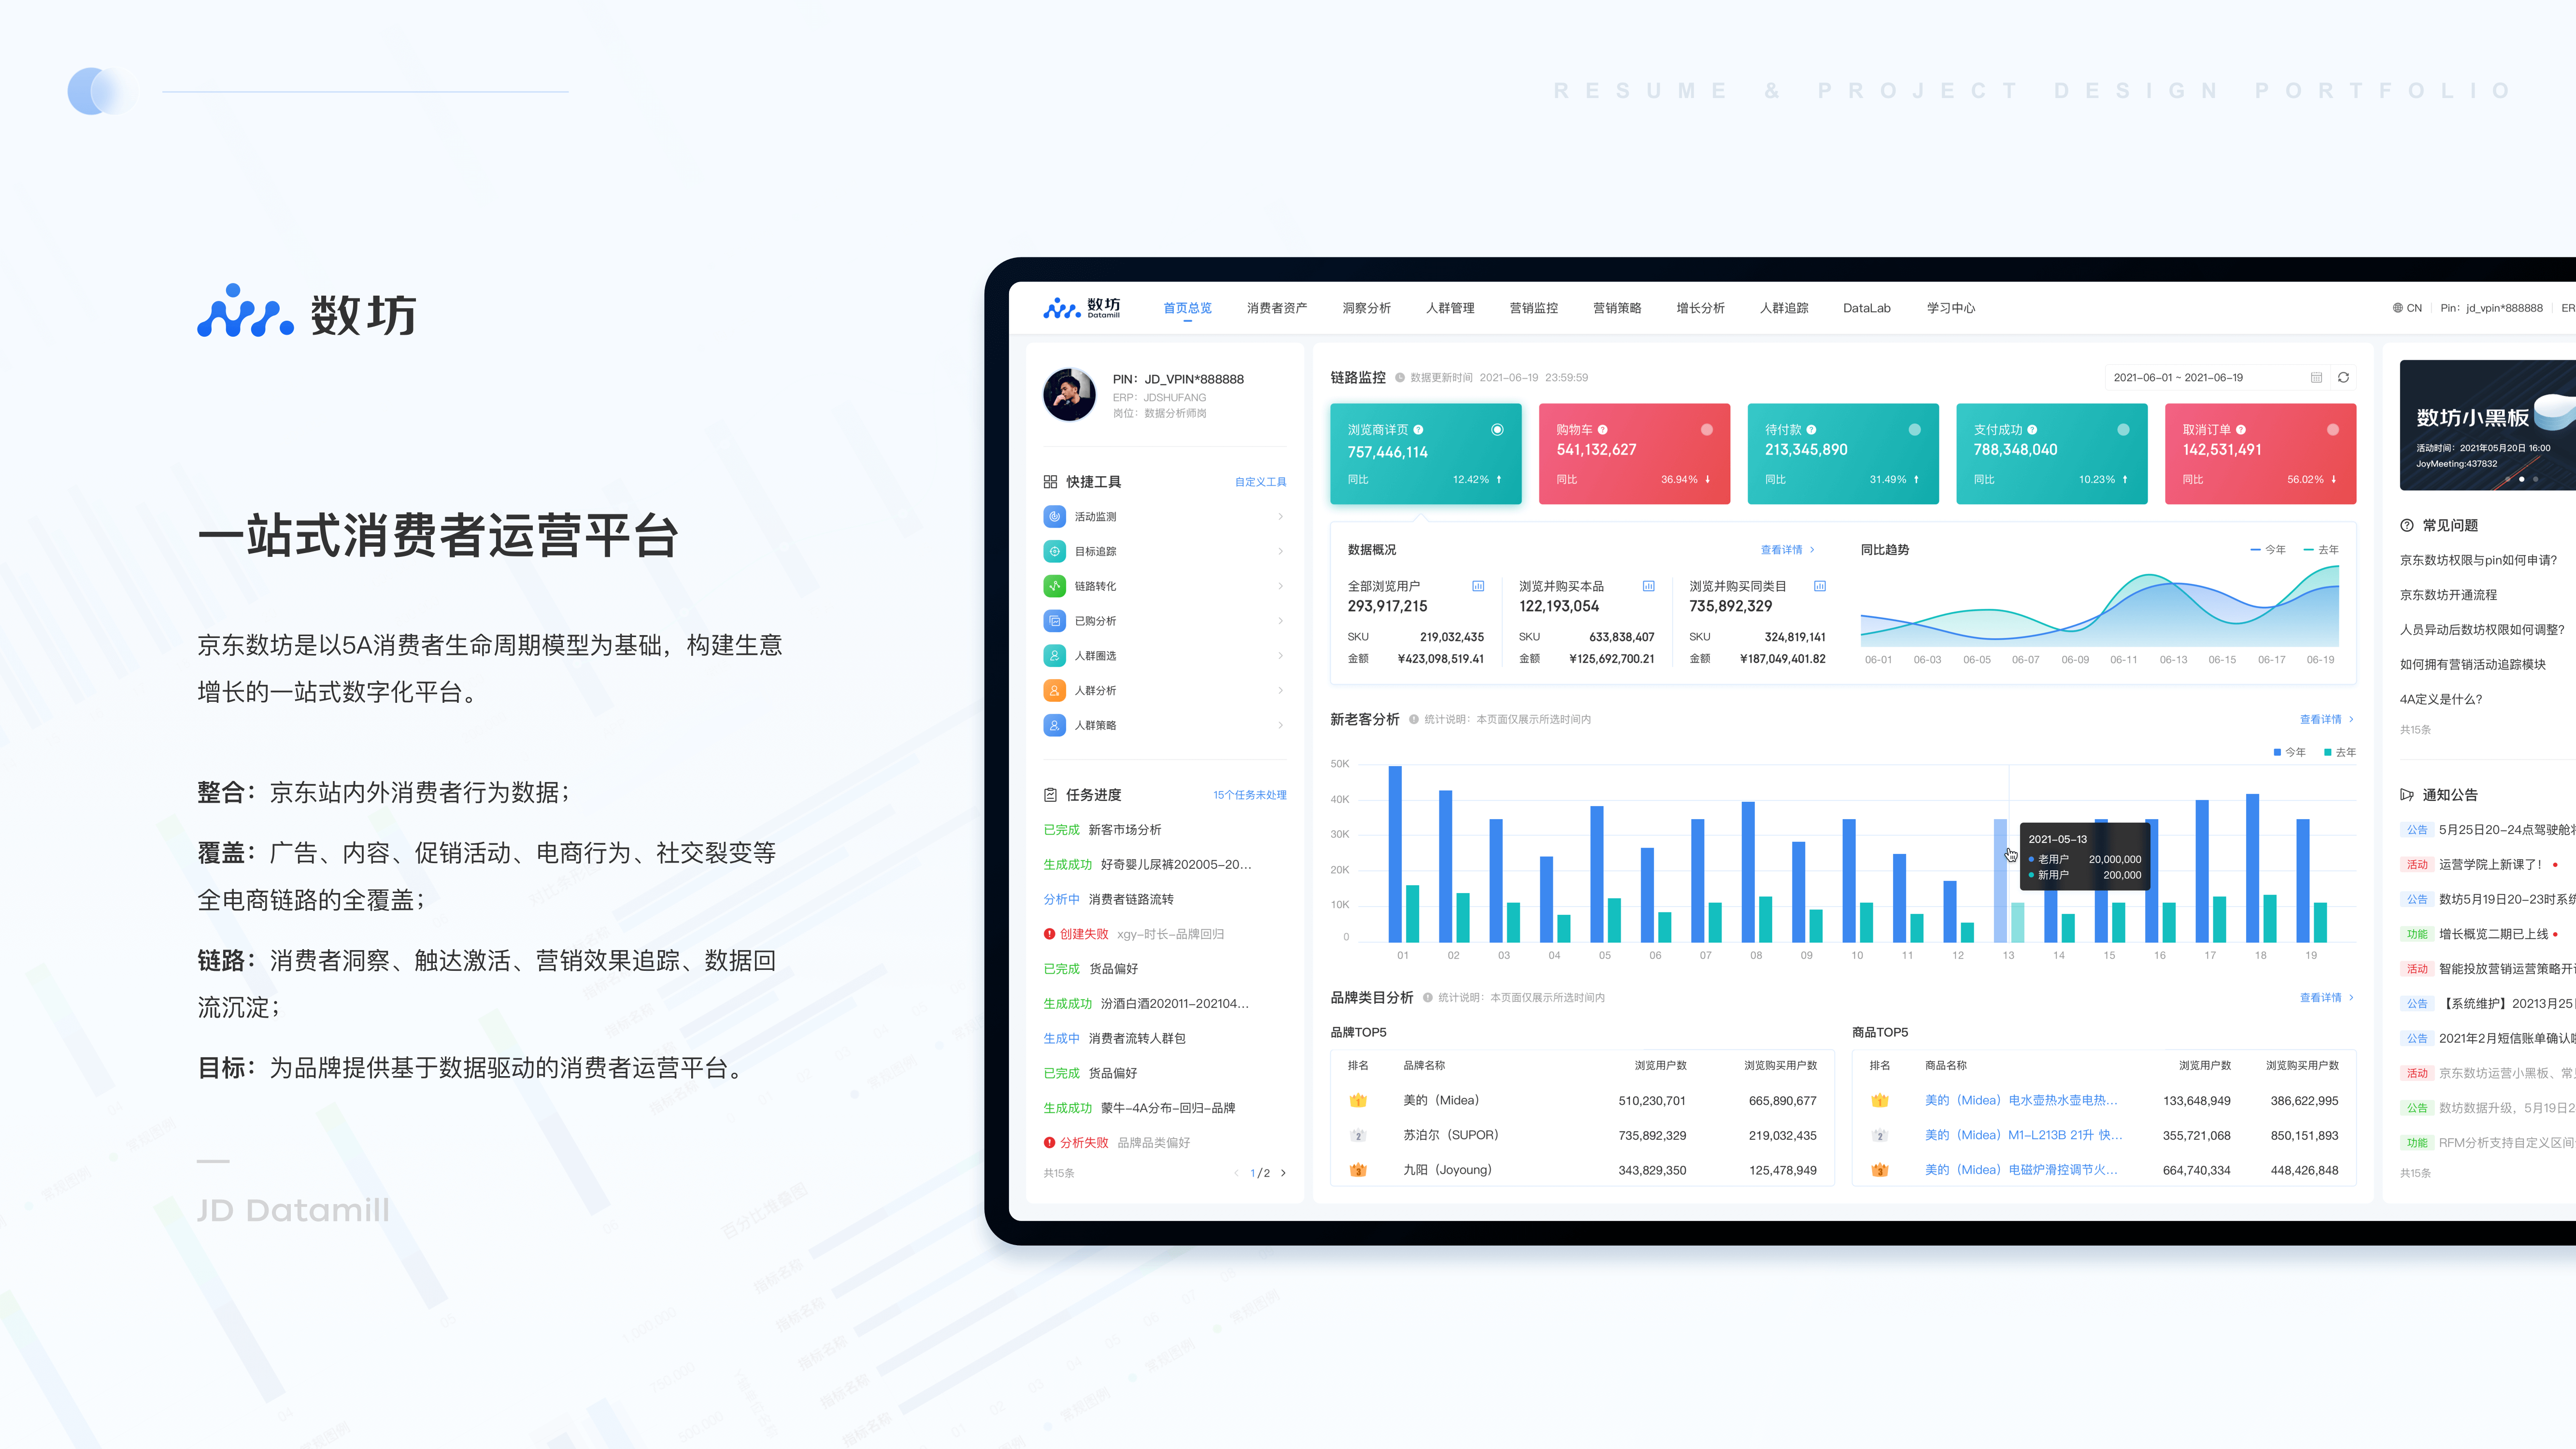 RESUME & PROJECT DESIGN PORTFOLIO
数坊
一站式消费者运营平台
京东数坊是以5A消费者生命周期模型为基础，构建生意
增长的一站式数字化平台。
整合：京东站内外消费者行为数据；
覆盖：广告、内容、促销活动、电商行为、社交裂变等
全电商链路的全覆盖；
链路：消费者洞察、触达激活、营销效果追踪、数据回
流沉淀；
目标：为品牌提供基于数据驱动的消费者运营平台。
JD Datamill
数坊
Datamill
首页总览 消费者资产 洞察分析 人群管理 营销监控 营销策略 增长分析 人群追踪 DataLab 学习中心
CN Pin：jd_vpin*888888 ER
PIN：JD_VPIN*888888
ERP：JDSHUFANG
岗位：数据分析师岗
快捷工具 自定义工具
活动监测
目标追踪
链路转化
已购分析
人群圈选
人群分析
人群策略
任务进度 15个任务未处理
已完成 新客市场分析
生成成功 好奇婴儿尿裤202005-20...
分析中 消费者链路流转
创建失败 xgy-时长-品牌回归
已完成 货品偏好
生成成功 汾酒白酒202011-202104...
生成中 消费者流转人群包
已完成 货品偏好
生成成功 蒙牛-4A分布-回归-品牌
分析失败 品牌品类偏好
共15条 1/2
链路监控 数据更新时间 2021-06-19 23:59:59
2021-06-01 ~ 2021-06-19
浏览商详页 ?
757,446,114
同比 12.42%
购物车 ?
541,132,627
同比 36.94%
待付款 ?
213,345,890
同比 31.49%
支付成功 ?
788,348,040
同比 10.23%
取消订单 ?
142,531,491
同比 56.02%
数据概况 查看详情
全部浏览用户
293,917,215
SKU 219,032,435
金额 ¥423,098,519.41
浏览并购买本品
122,193,054
SKU 633,838,407
金额 ¥125,692,700.21
浏览并购买同类目
735,892,329
SKU 324,819,141
金额 ¥187,049,401.82
同比趋势 今年 去年
06-01 06-03 06-05 06-07 06-09 06-11 06-13 06-15 06-17 06-19
新老客分析 统计说明：本页面仅展示所选时间内 查看详情
今年 去年
50K
40K
30K
20K
10K
0
01 02 03 04 05 06 07 08 09 10 11 12 13 14 15 16 17 18 19
2021-05-13
老用户 20,000,000
新用户 200,000
品牌类目分析 统计说明：本页面仅展示所选时间内 查看详情
品牌TOP5
排名 品牌名称 浏览用户数 浏览购买用户数
1 美的（Midea） 510,230,701 665,890,677
2 苏泊尔（SUPOR） 735,892,329 219,032,435
3 九阳（Joyoung） 343,829,350 125,478,949
商品TOP5
排名 商品名称 浏览用户数 浏览购买用户数
1 美的（Midea）电水壶热水壶电热... 133,648,949 386,622,995
2 美的（Midea）M1-L213B 21升 快... 355,721,068 850,151,893
3 美的（Midea）电磁炉滑控调节火... 664,740,334 448,426,848
数坊小黑板
活动时间：2021年05月20日 16:00
JoyMeeting:437832
常见问题
京东数坊权限与pin如何申请？
京东数坊开通流程
人员异动后数坊权限如何调整？
如何拥有营销活动追踪模块
4A定义是什么？
共15条
通知公告
公告 5月25日20-24点驾驶舱
活动 运营学院上新课了！
公告 数坊5月19日20-23时系
功能 增长概览二期已上线
活动 智能投放营销运营策略开
公告 【系统维护】20213月25
公告 2021年2月短信账单确认
活动 京东数坊运营小黑板、常
公告 数坊数据升级，5月19日2
功能 RFM分析支持自定义区间
共15条
百分比堆叠图
指标名称
指标名称
指标名称
指标名称
指标名称
常规图例
常规图例
常规图例